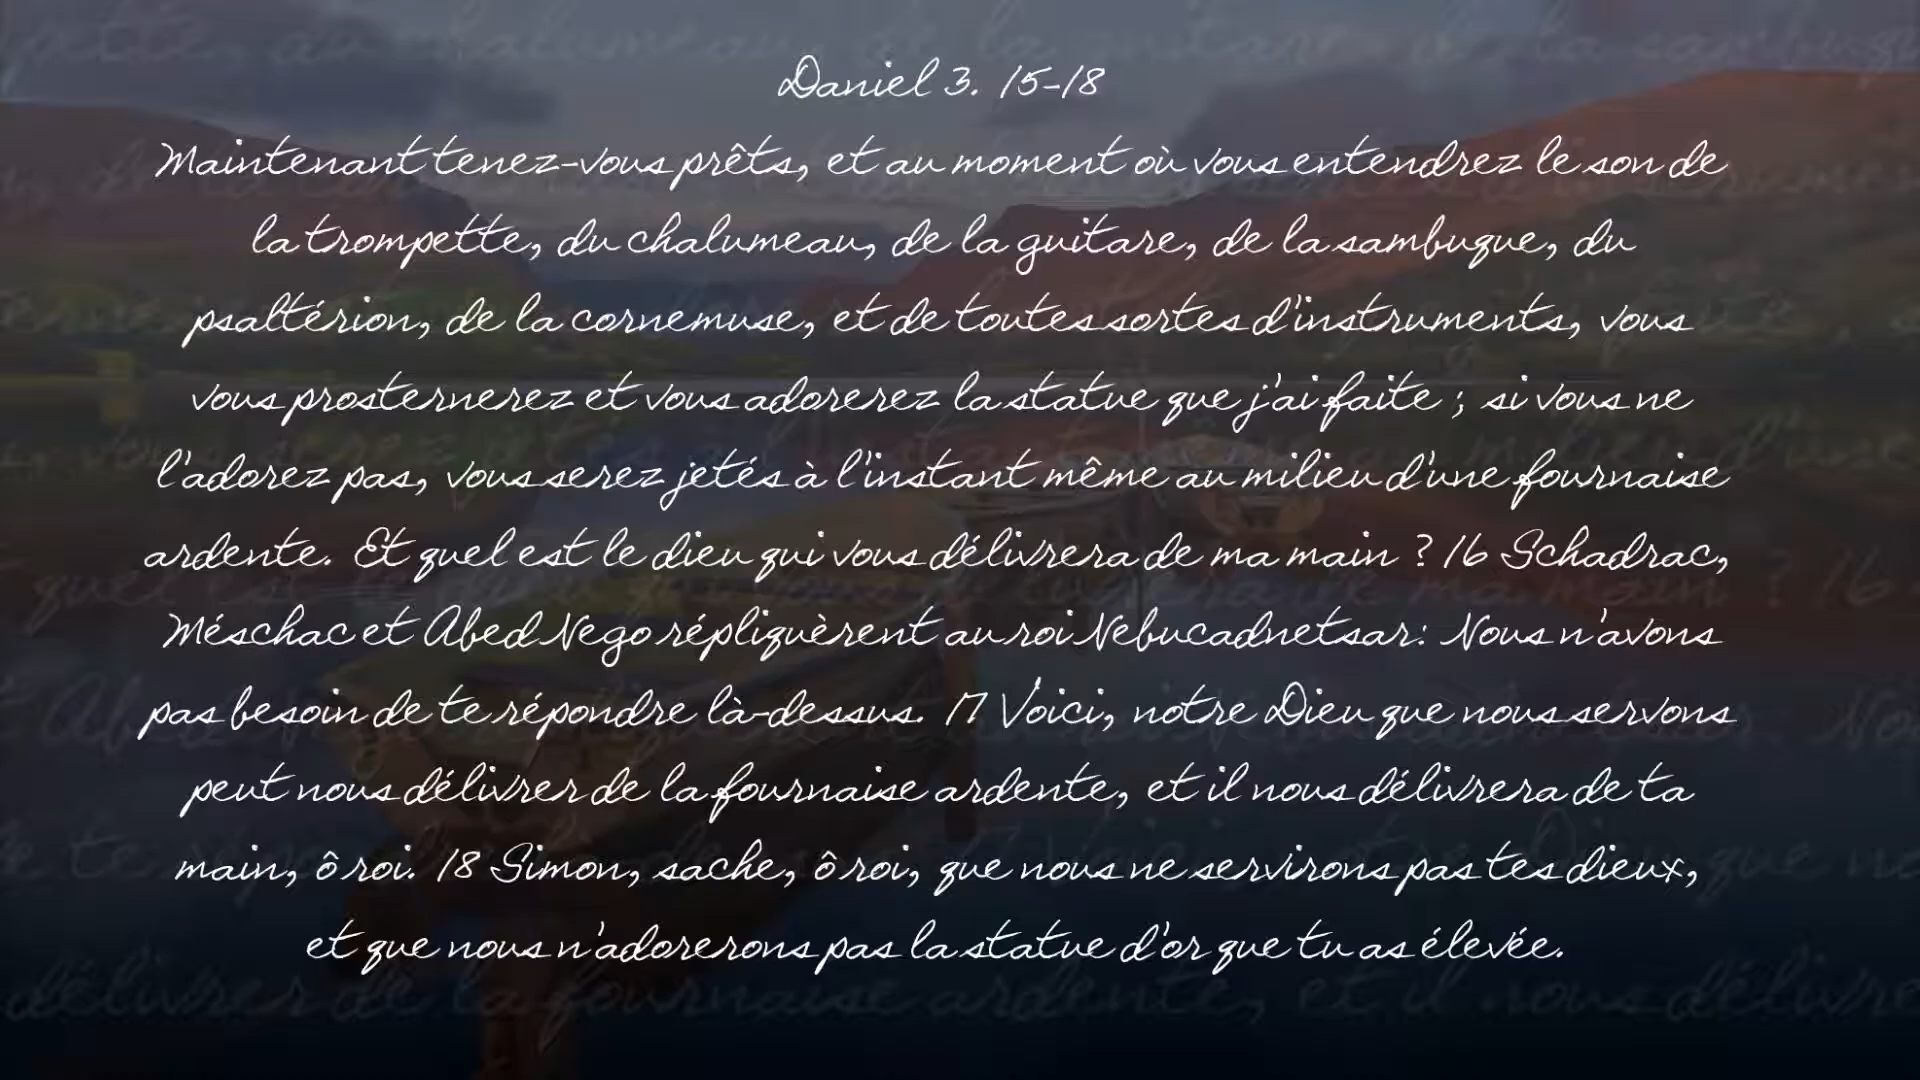 Daniel 3. 15-18
Maintenant tenez-vous prêts, et au moment où vous entendrez le son de
la trompette, du chalumeau, de la guitare, de la sambuque, du
psaltérion, de la cornemuse, et de toutes sortes d'instruments, vous
vous prosternerez et vous adorerez la statue que j'ai faite ; si vous ne
l'adorez pas, vous serez jetés à l'instant même au milieu d'une fournaise
ardente. Et quel est le dieu qui vous délivrera de ma main ? 16 Schadrac,
Méschac et Abed Nego répliquèrent au roi Nebucadnetsar: Nous n'avons
pas besoin de te répondre là-dessus. 17 Voici, notre Dieu que nous servons
peut nous délivrer de la fournaise ardente, et il nous délivrera de ta
main, ô roi. 18 Simon, sache, ô roi, que nous ne servirons pas tes dieux,
et que nous n'adorerons pas la statue d'or que tu as élevée.